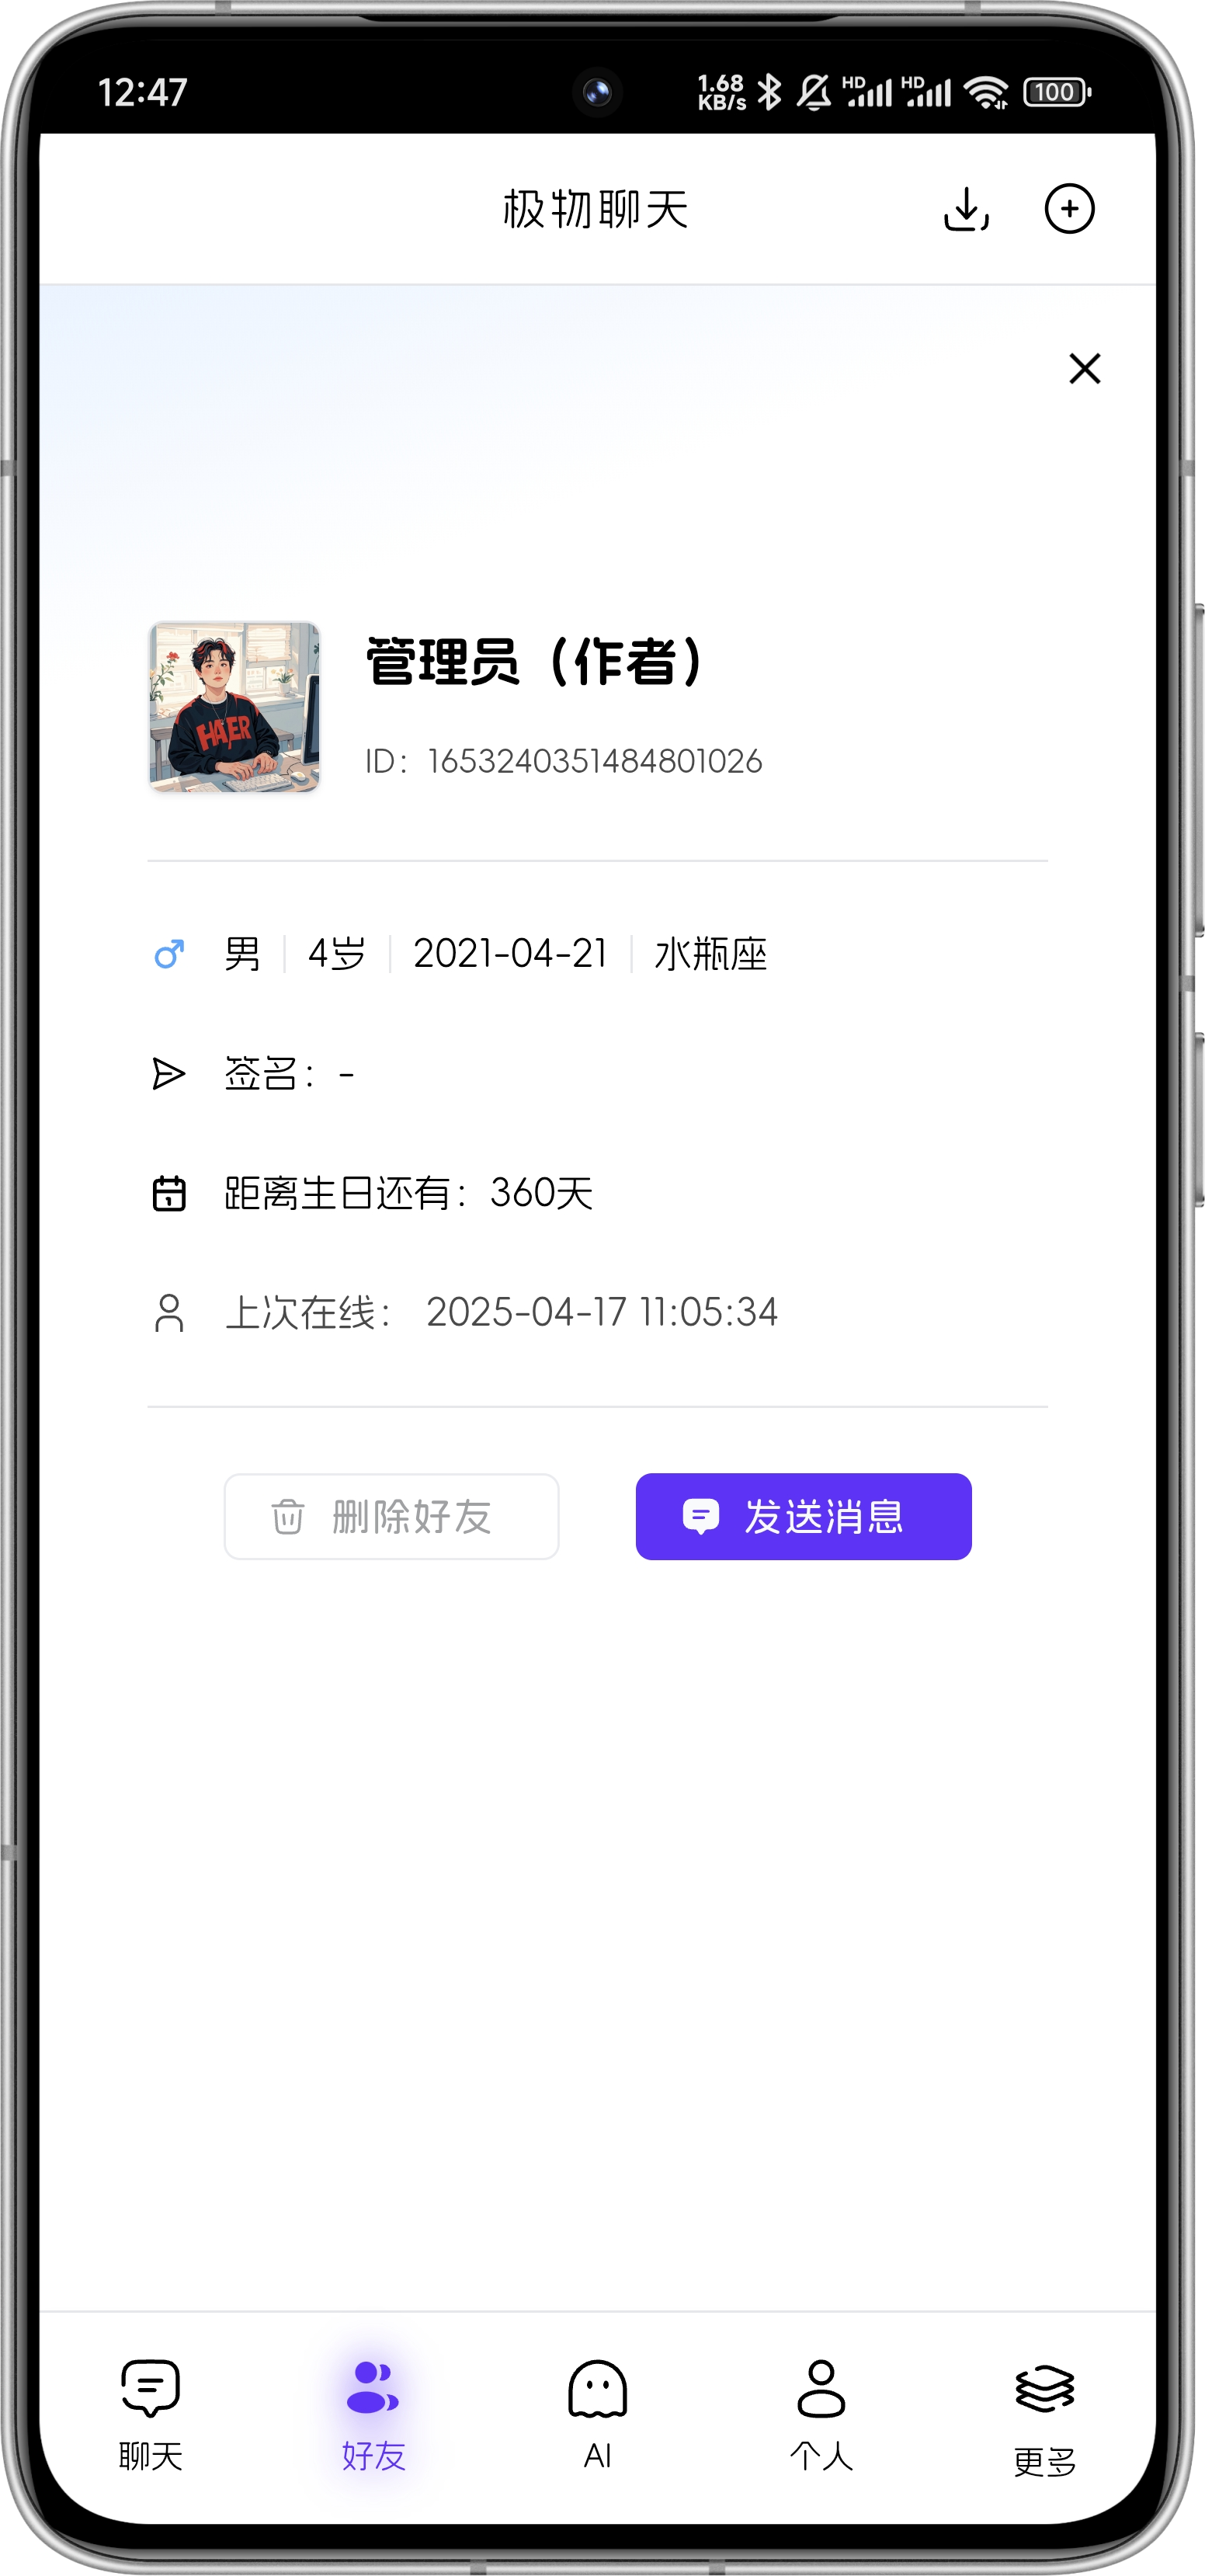 12:47
1.68
KB/s
HD
HD
100
极物聊天
HATER
管理员（作者）
ID：1653240351484801026
男 4岁 2021-04-21 水瓶座
签名：-
距离生日还有：360天
上次在线： 2025-04-17 11:05:34
删除好友 发送消息
聊天 好友 AI 个人 更多